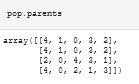 pop.parents
array([[4, 1, 0, 3, 2],
[4, 1, 0, 3, 2],
[2, 0, 4, 3, 1],
[4, 0, 2, 1, 3]])